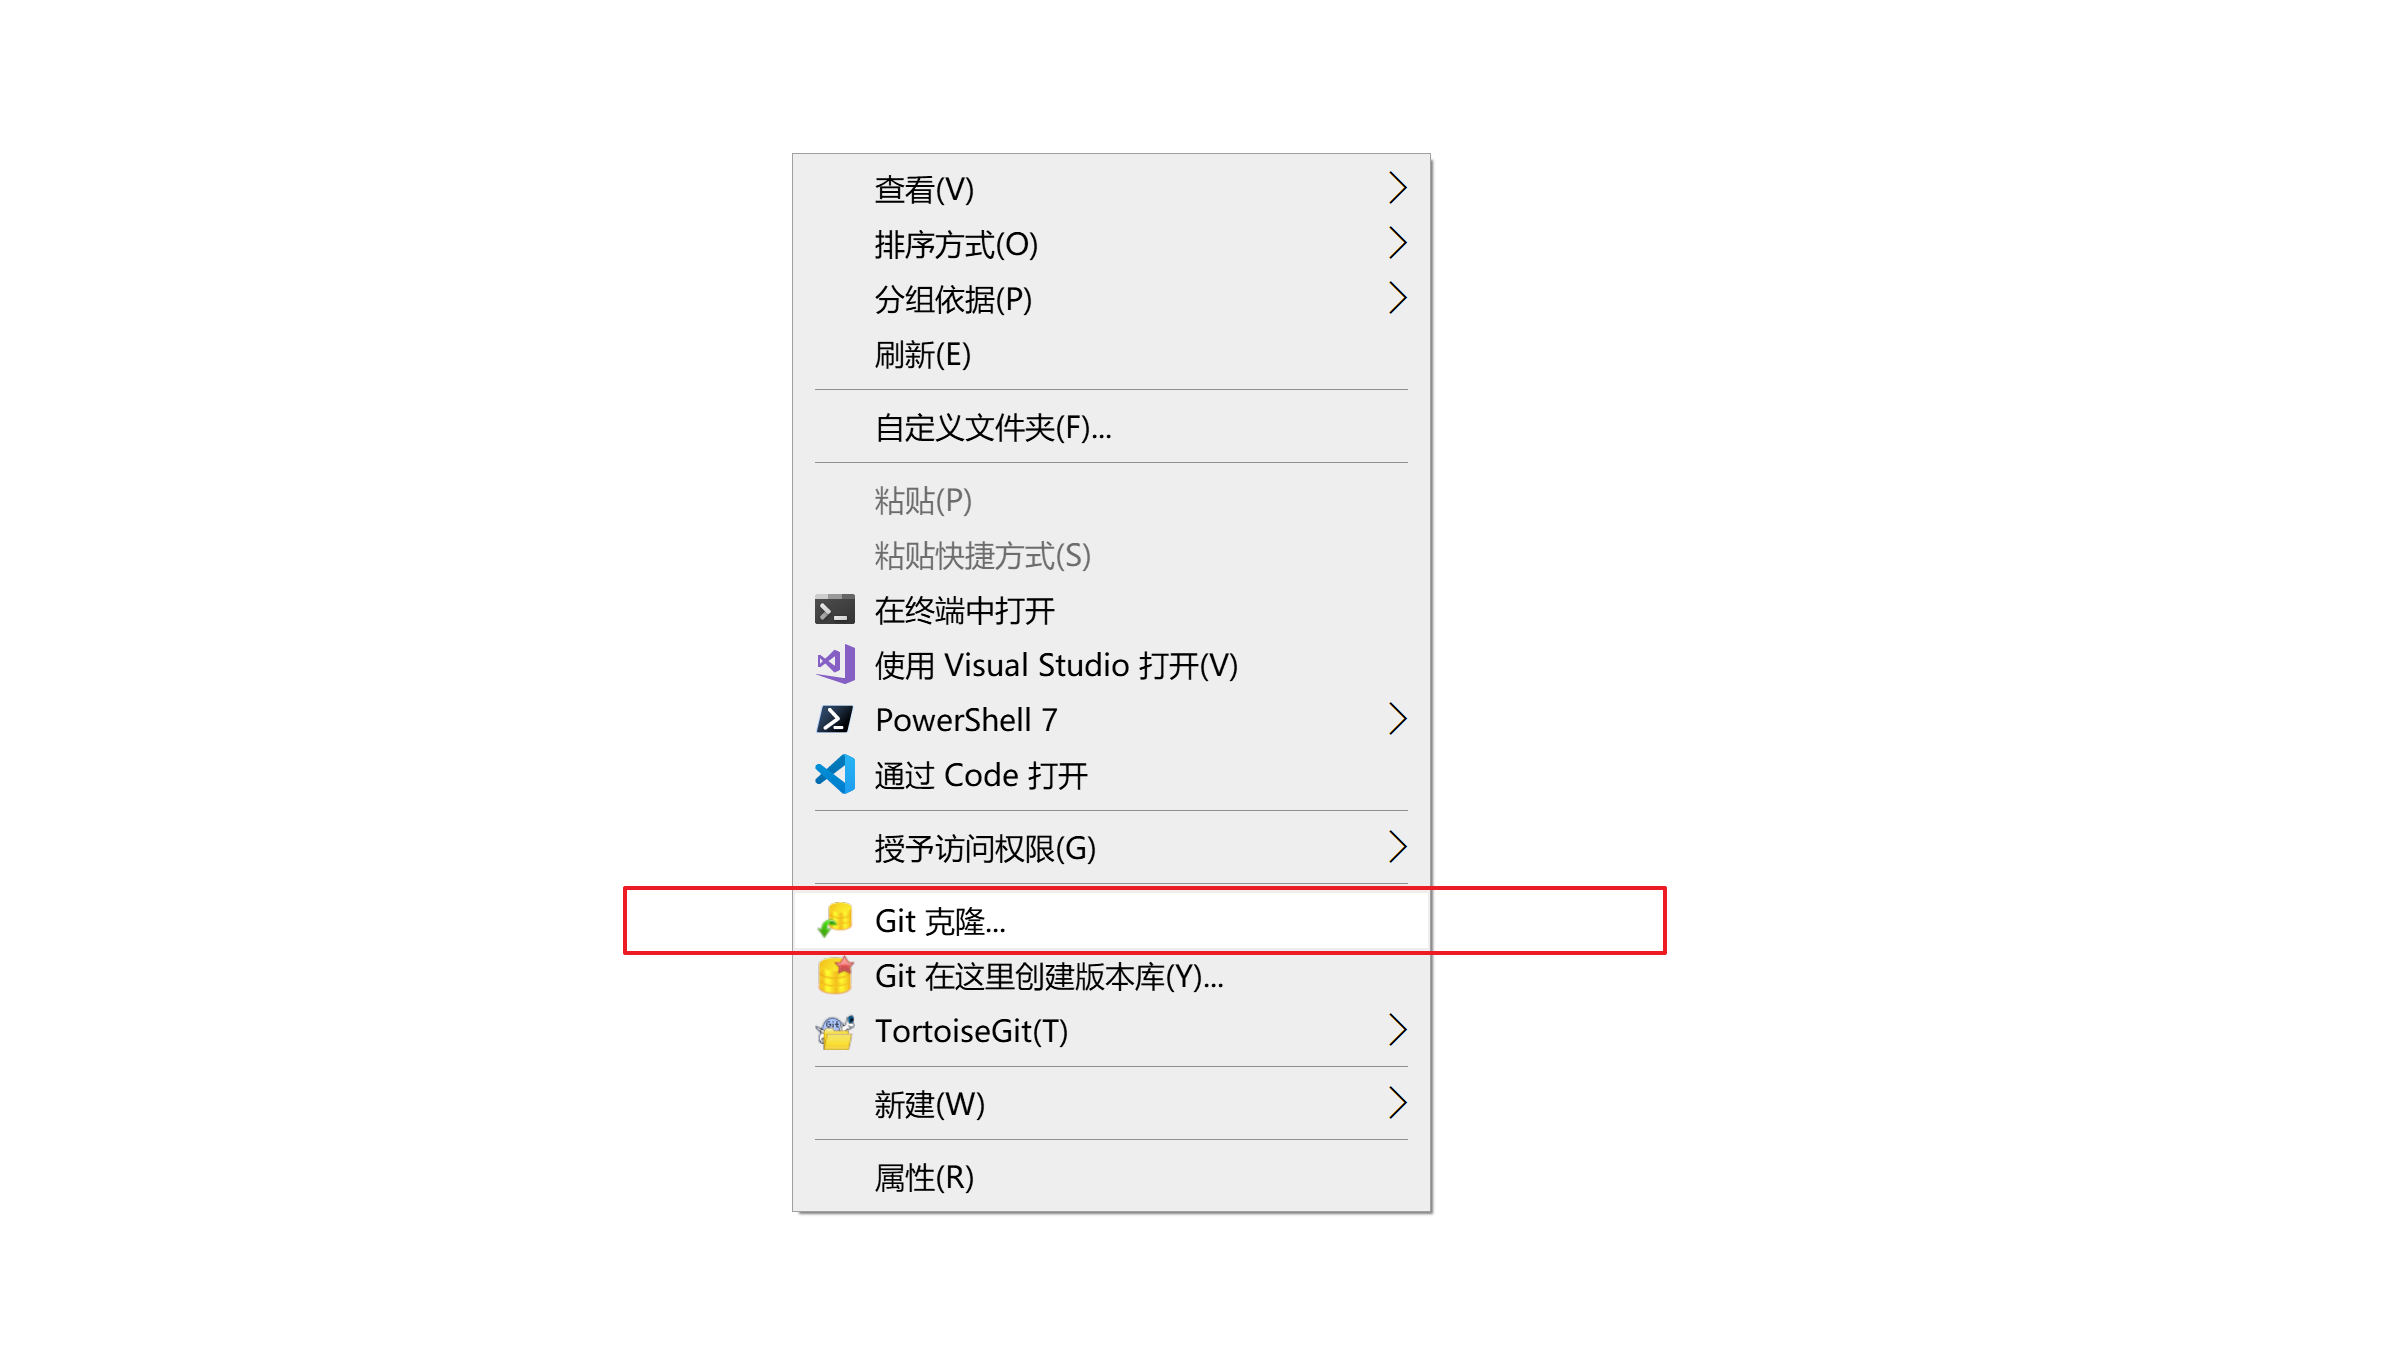 查看(V)
排序方式(O)
分组依据(P)
刷新(E)
自定义文件夹(F)...
粘贴(P)
粘贴快捷方式(S)
在终端中打开
使用 Visual Studio 打开(V)
PowerShell 7
通过 Code 打开
授予访问权限(G)
Git 克隆...
Git 在这里创建版本库(Y)...
TortoiseGit(T)
新建(W)
属性(R)